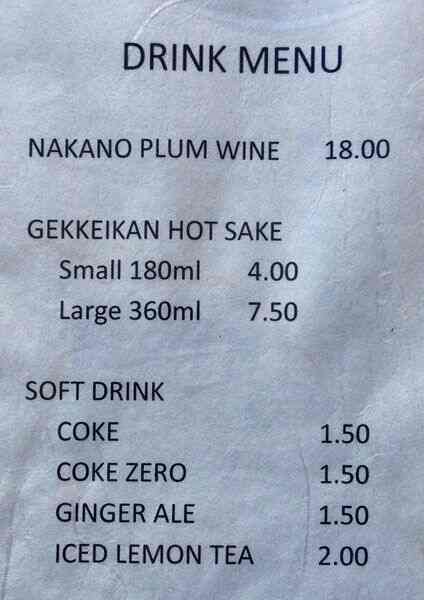 DRINK MENU
NAKANO PLUM WINE 18.00
GEKKEIKAN HOT SAKE
Small 180ml 4.00
Large 360ml 7.50
SOFT DRINK
COKE 1.50
COKE ZERO 1.50
GINGER ALE 1.50
ICED LEMON TEA 2.00